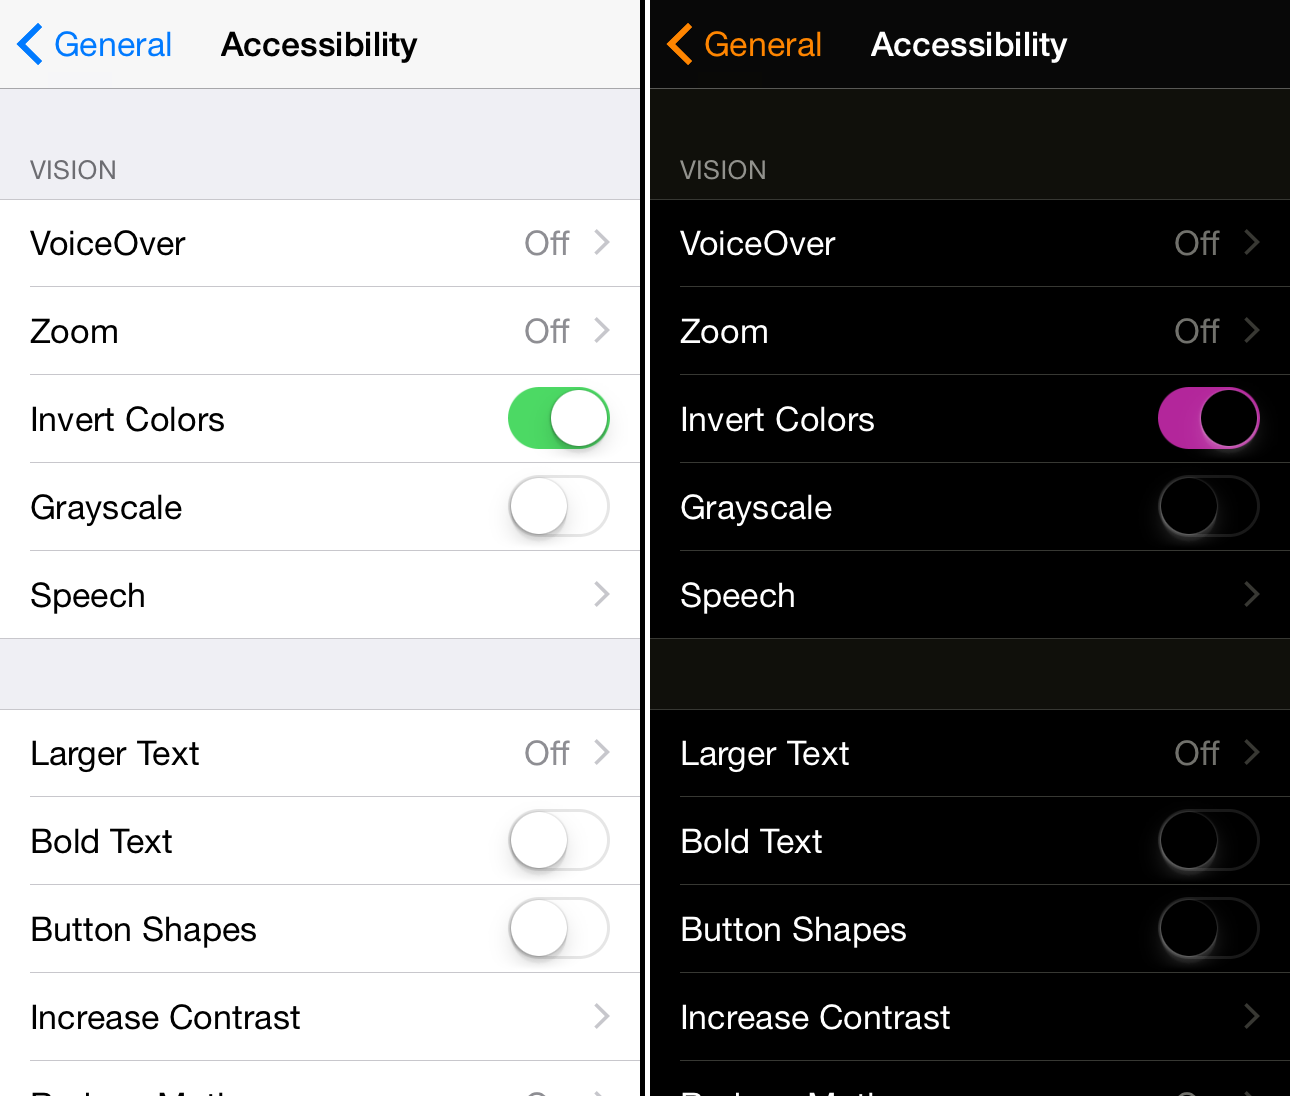 General Accessibility
VISION
VoiceOver Off
Zoom Off
Invert Colors
Grayscale
Speech
Larger Text Off
Bold Text
Button Shapes
Increase Contrast
General Accessibility
VISION
VoiceOver Off
Zoom Off
Invert Colors
Grayscale
Speech
Larger Text Off
Bold Text
Button Shapes
Increase Contrast